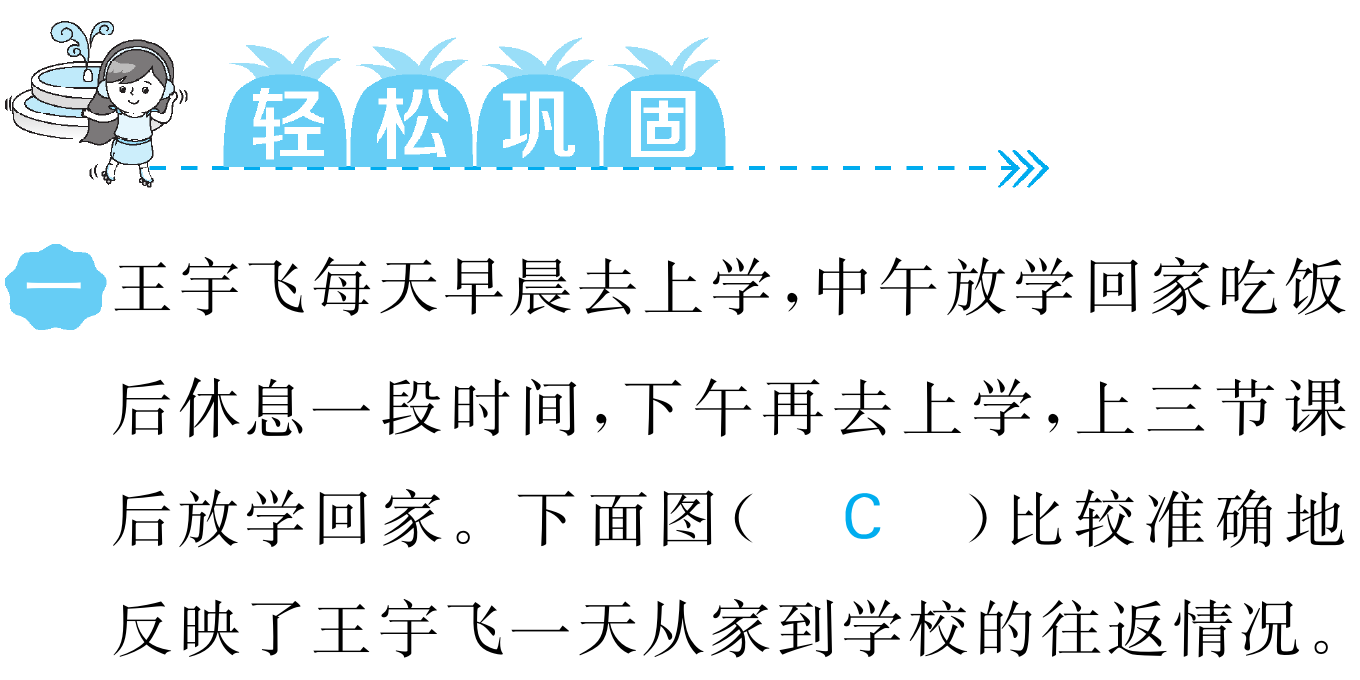 轻松巩固
一 王宇飞每天早晨去上学,中午放学回家吃饭
后休息一段时间,下午再去上学,上三节课
后放学回家。下面图( C )比较准确地
反映了王宇飞一天从家到学校的往返情况。